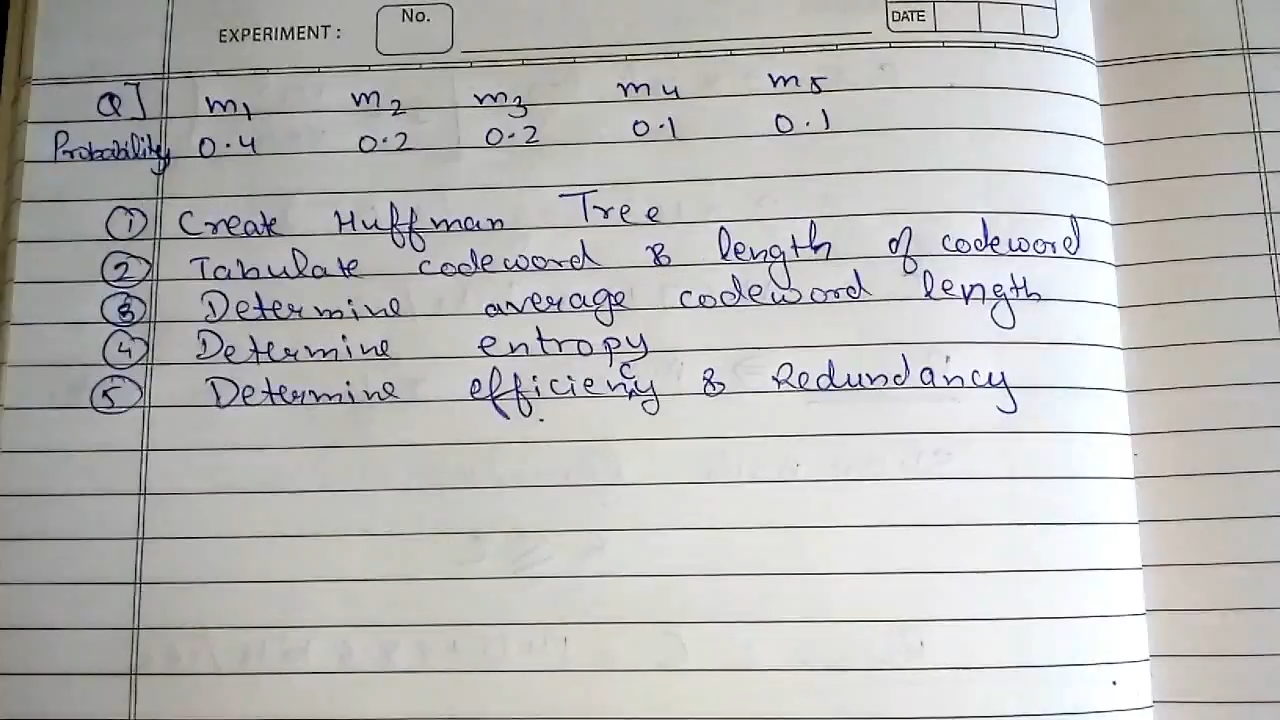 EXPERIMENT : No. DATE
Q] m1 m2 m3 m4 m5
Probability 0.4 0.2 0.2 0.1 0.1
① Create Huffman Tree
② Tabulate codeword & length of codeword
③ Determine average codeword length
④ Determine entropy
⑤ Determine efficiency & Redundancy